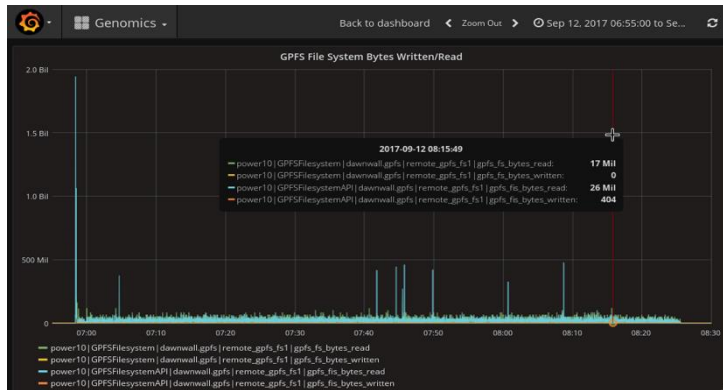 Genomics
Back to dashboard
Zoom Out
Sep 12, 2017 06:55:00 to Se...
GPFS File System Bytes Written/Read
2.0 Bil
1.5 Bil
1.0 Bil
500 Mil
0
2017-09-12 08:15:49
power10|GPFSFilesystem|dawnwall.gpfs|remote_gpfs_fs1|gpfs_fs_bytes_read: 17 Mil
power10|GPFSFilesystem|dawnwall.gpfs|remote_gpfs_fs1|gpfs_fs_bytes_written: 0
power10|GPFSFilesystemAPI|dawnwall.gpfs|remote_gpfs_fs1|gpfs_fis_bytes_read: 26 Mil
power10|GPFSFilesystemAPI|dawnwall.gpfs|remote_gpfs_fs1|gpfs_fis_bytes_written: 404
07:00 07:10 07:20 07:30 07:40 07:50 08:00 08:10 08:20 08:30
power10|GPFSFilesystem|dawnwall.gpfs|remote_gpfs_fs1|gpfs_fs_bytes_read
power10|GPFSFilesystem|dawnwall.gpfs|remote_gpfs_fs1|gpfs_fs_bytes_written
power10|GPFSFilesystemAPI|dawnwall.gpfs|remote_gpfs_fs1|gpfs_fis_bytes_read
power10|GPFSFilesystemAPI|dawnwall.gpfs|remote_gpfs_fs1|gpfs_fis_bytes_written